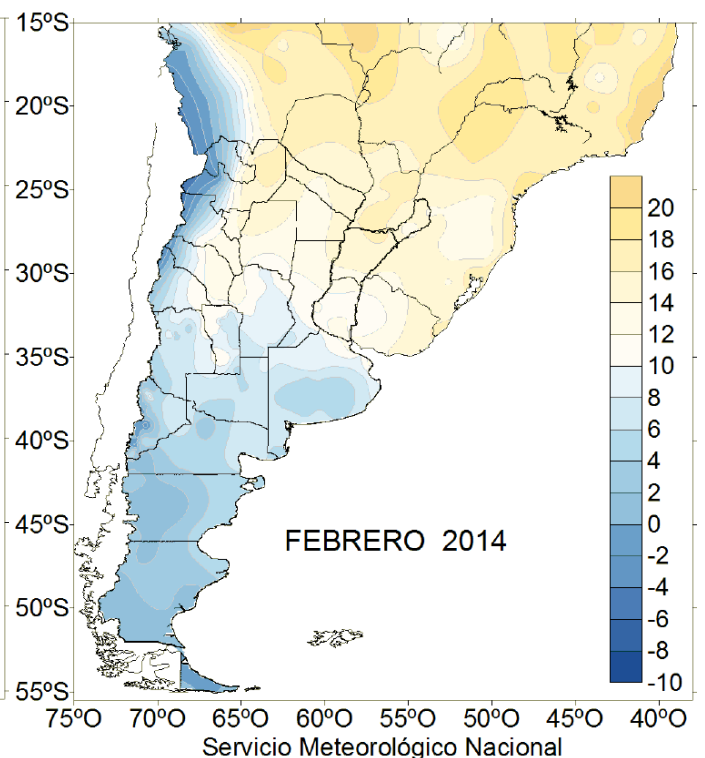 15ºS
20ºS
25ºS
30ºS
35ºS
40ºS
45ºS
50ºS
55ºS
20
18
16
14
12
10
8
6
4
2
0
-2
-4
-6
-8
-10
FEBRERO 2014
75ºO 70ºO 65ºO 60ºO 55ºO 50ºO 45ºO 40ºO
Servicio Meteorológico Nacional